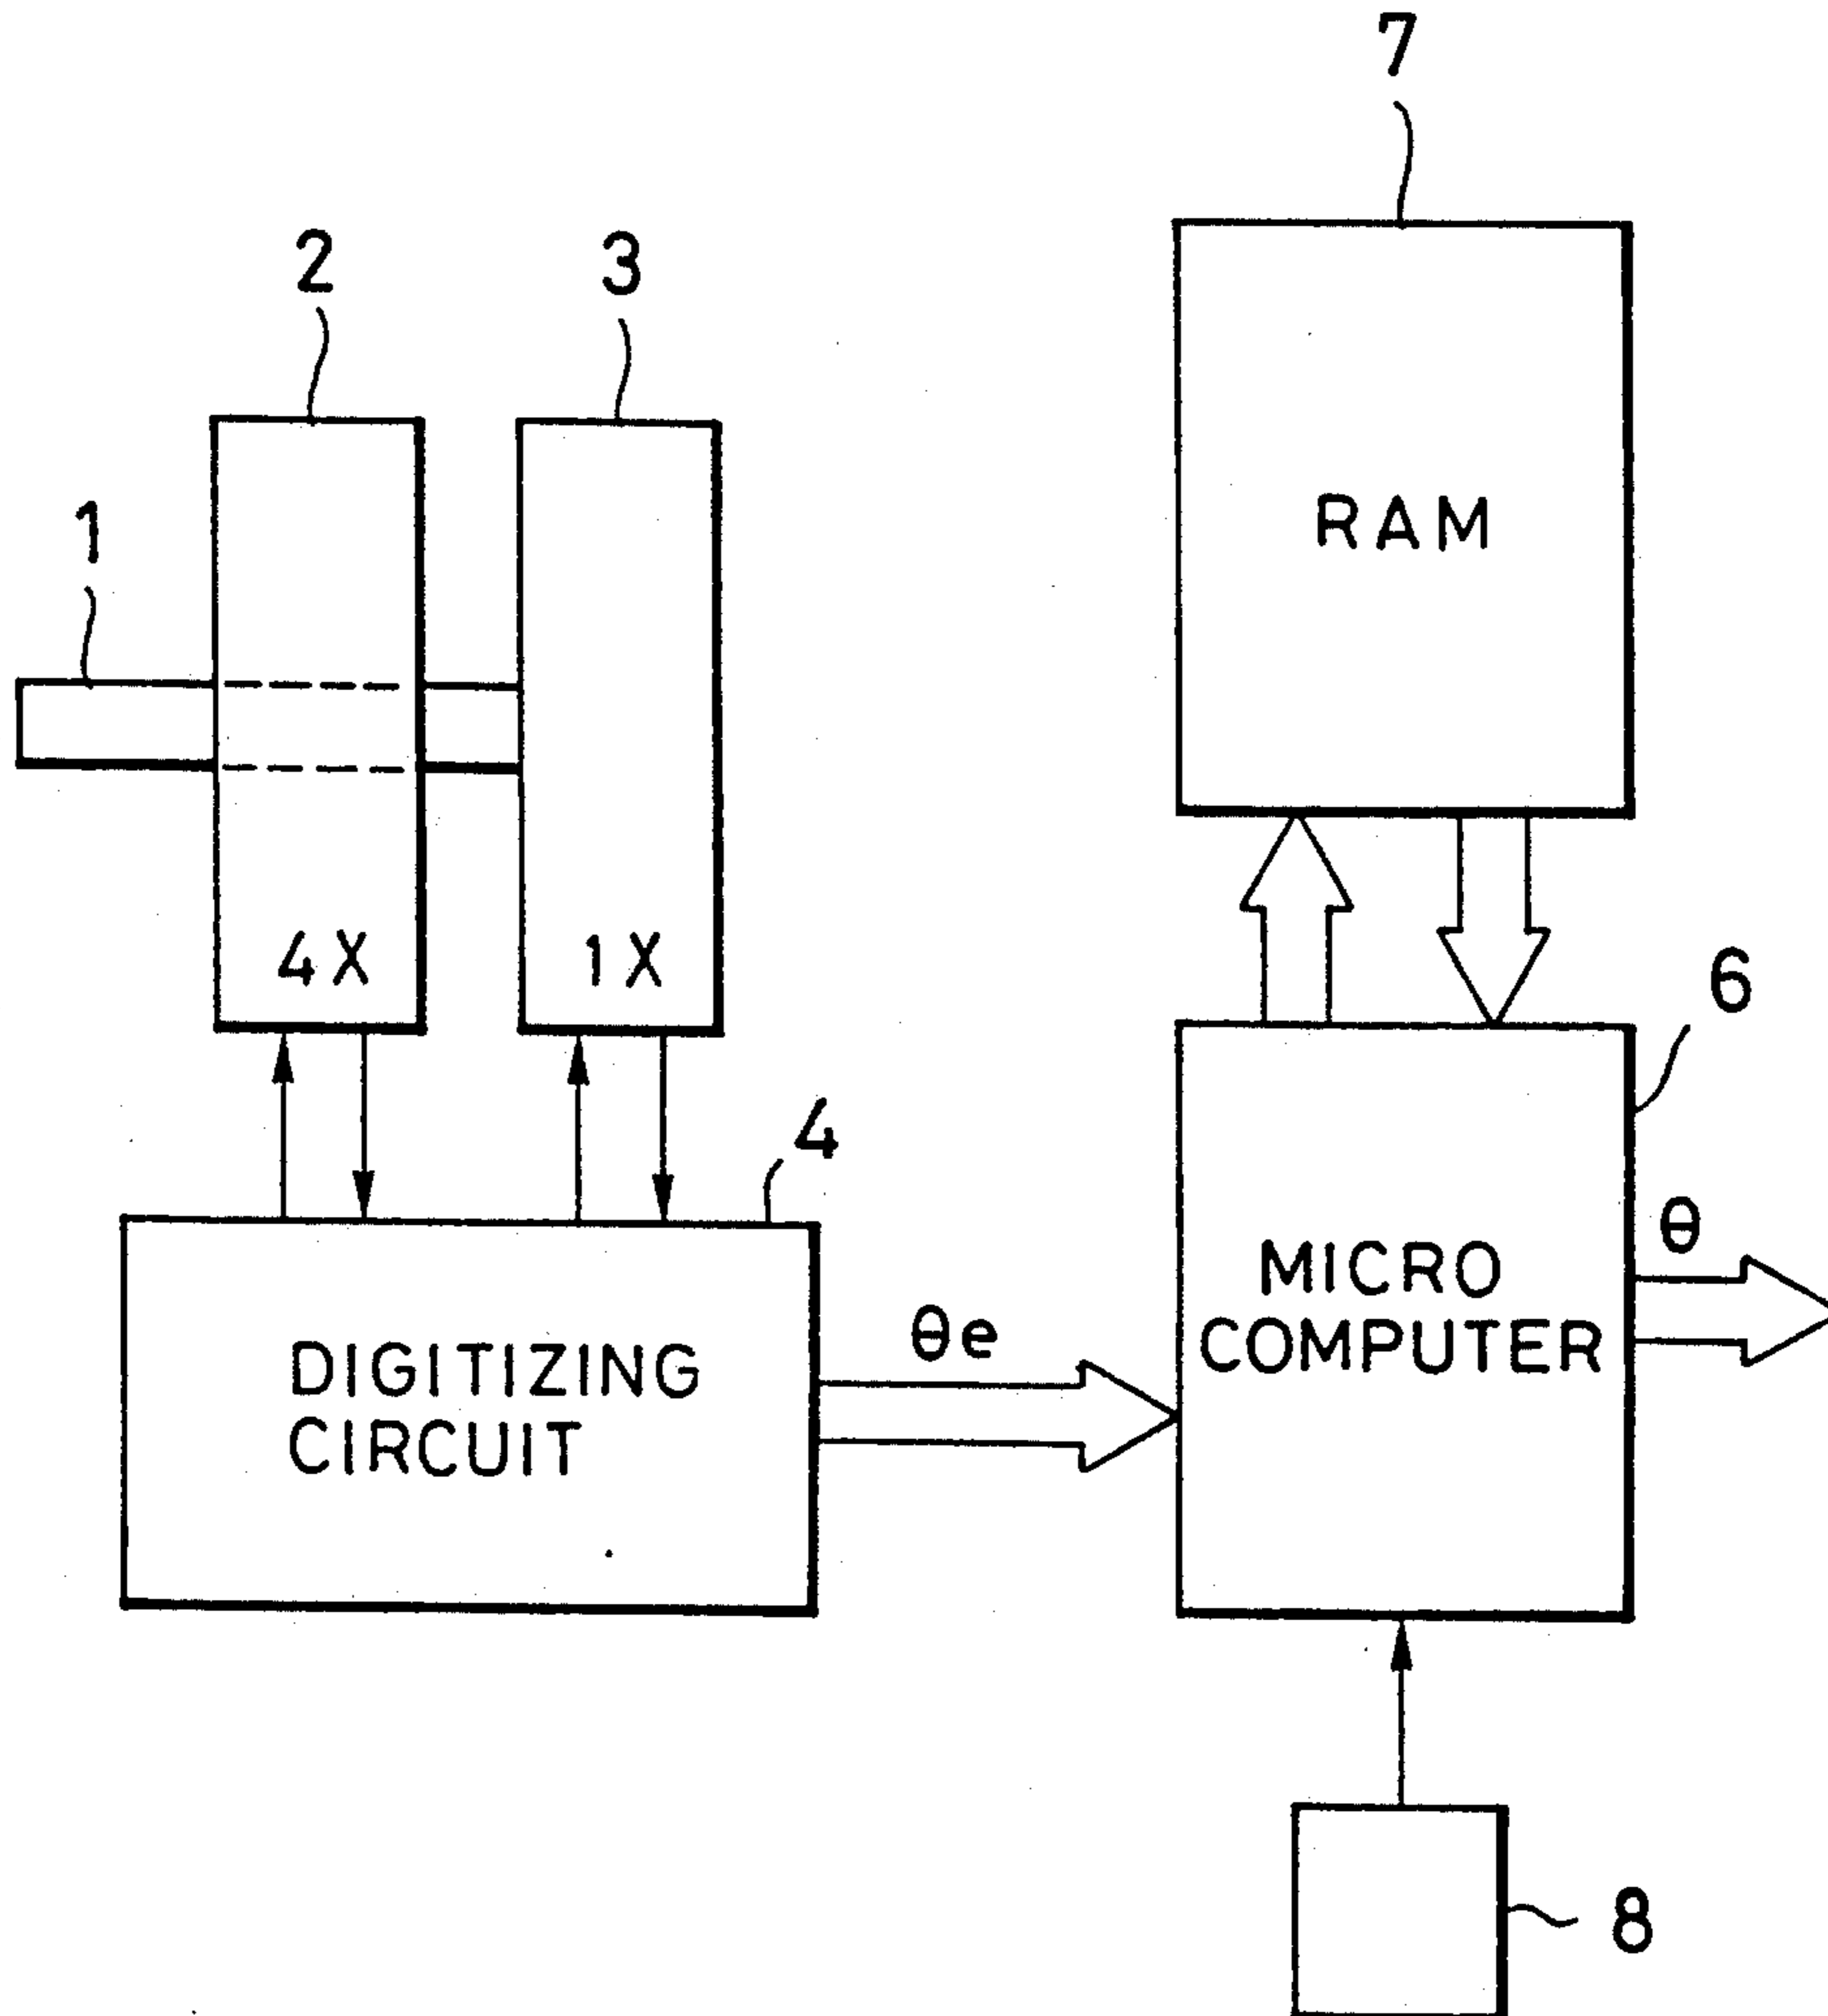 7
2
3
1
RAM
4X
1X
6
4
θ
MICRO
COMPUTER
θe
DIGITIZING
CIRCUIT
8